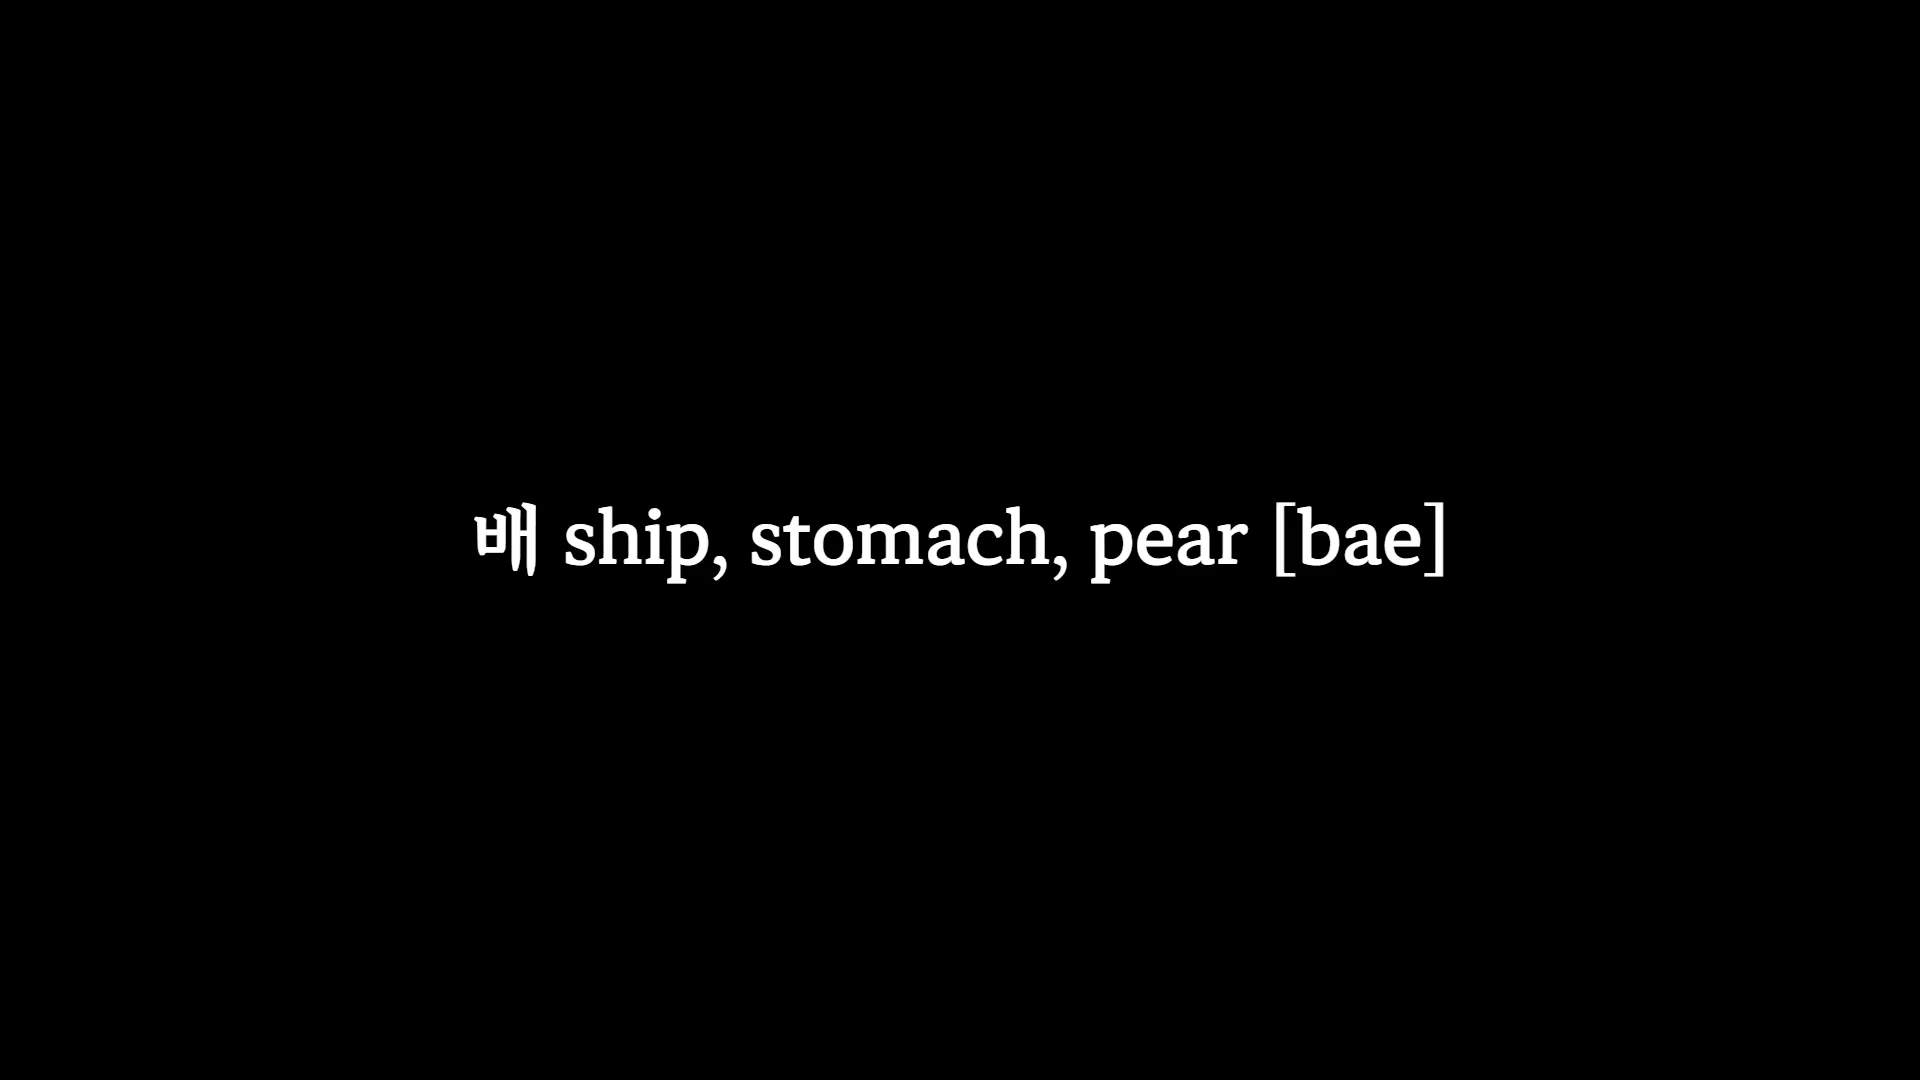 배 ship, stomach, pear [bae]